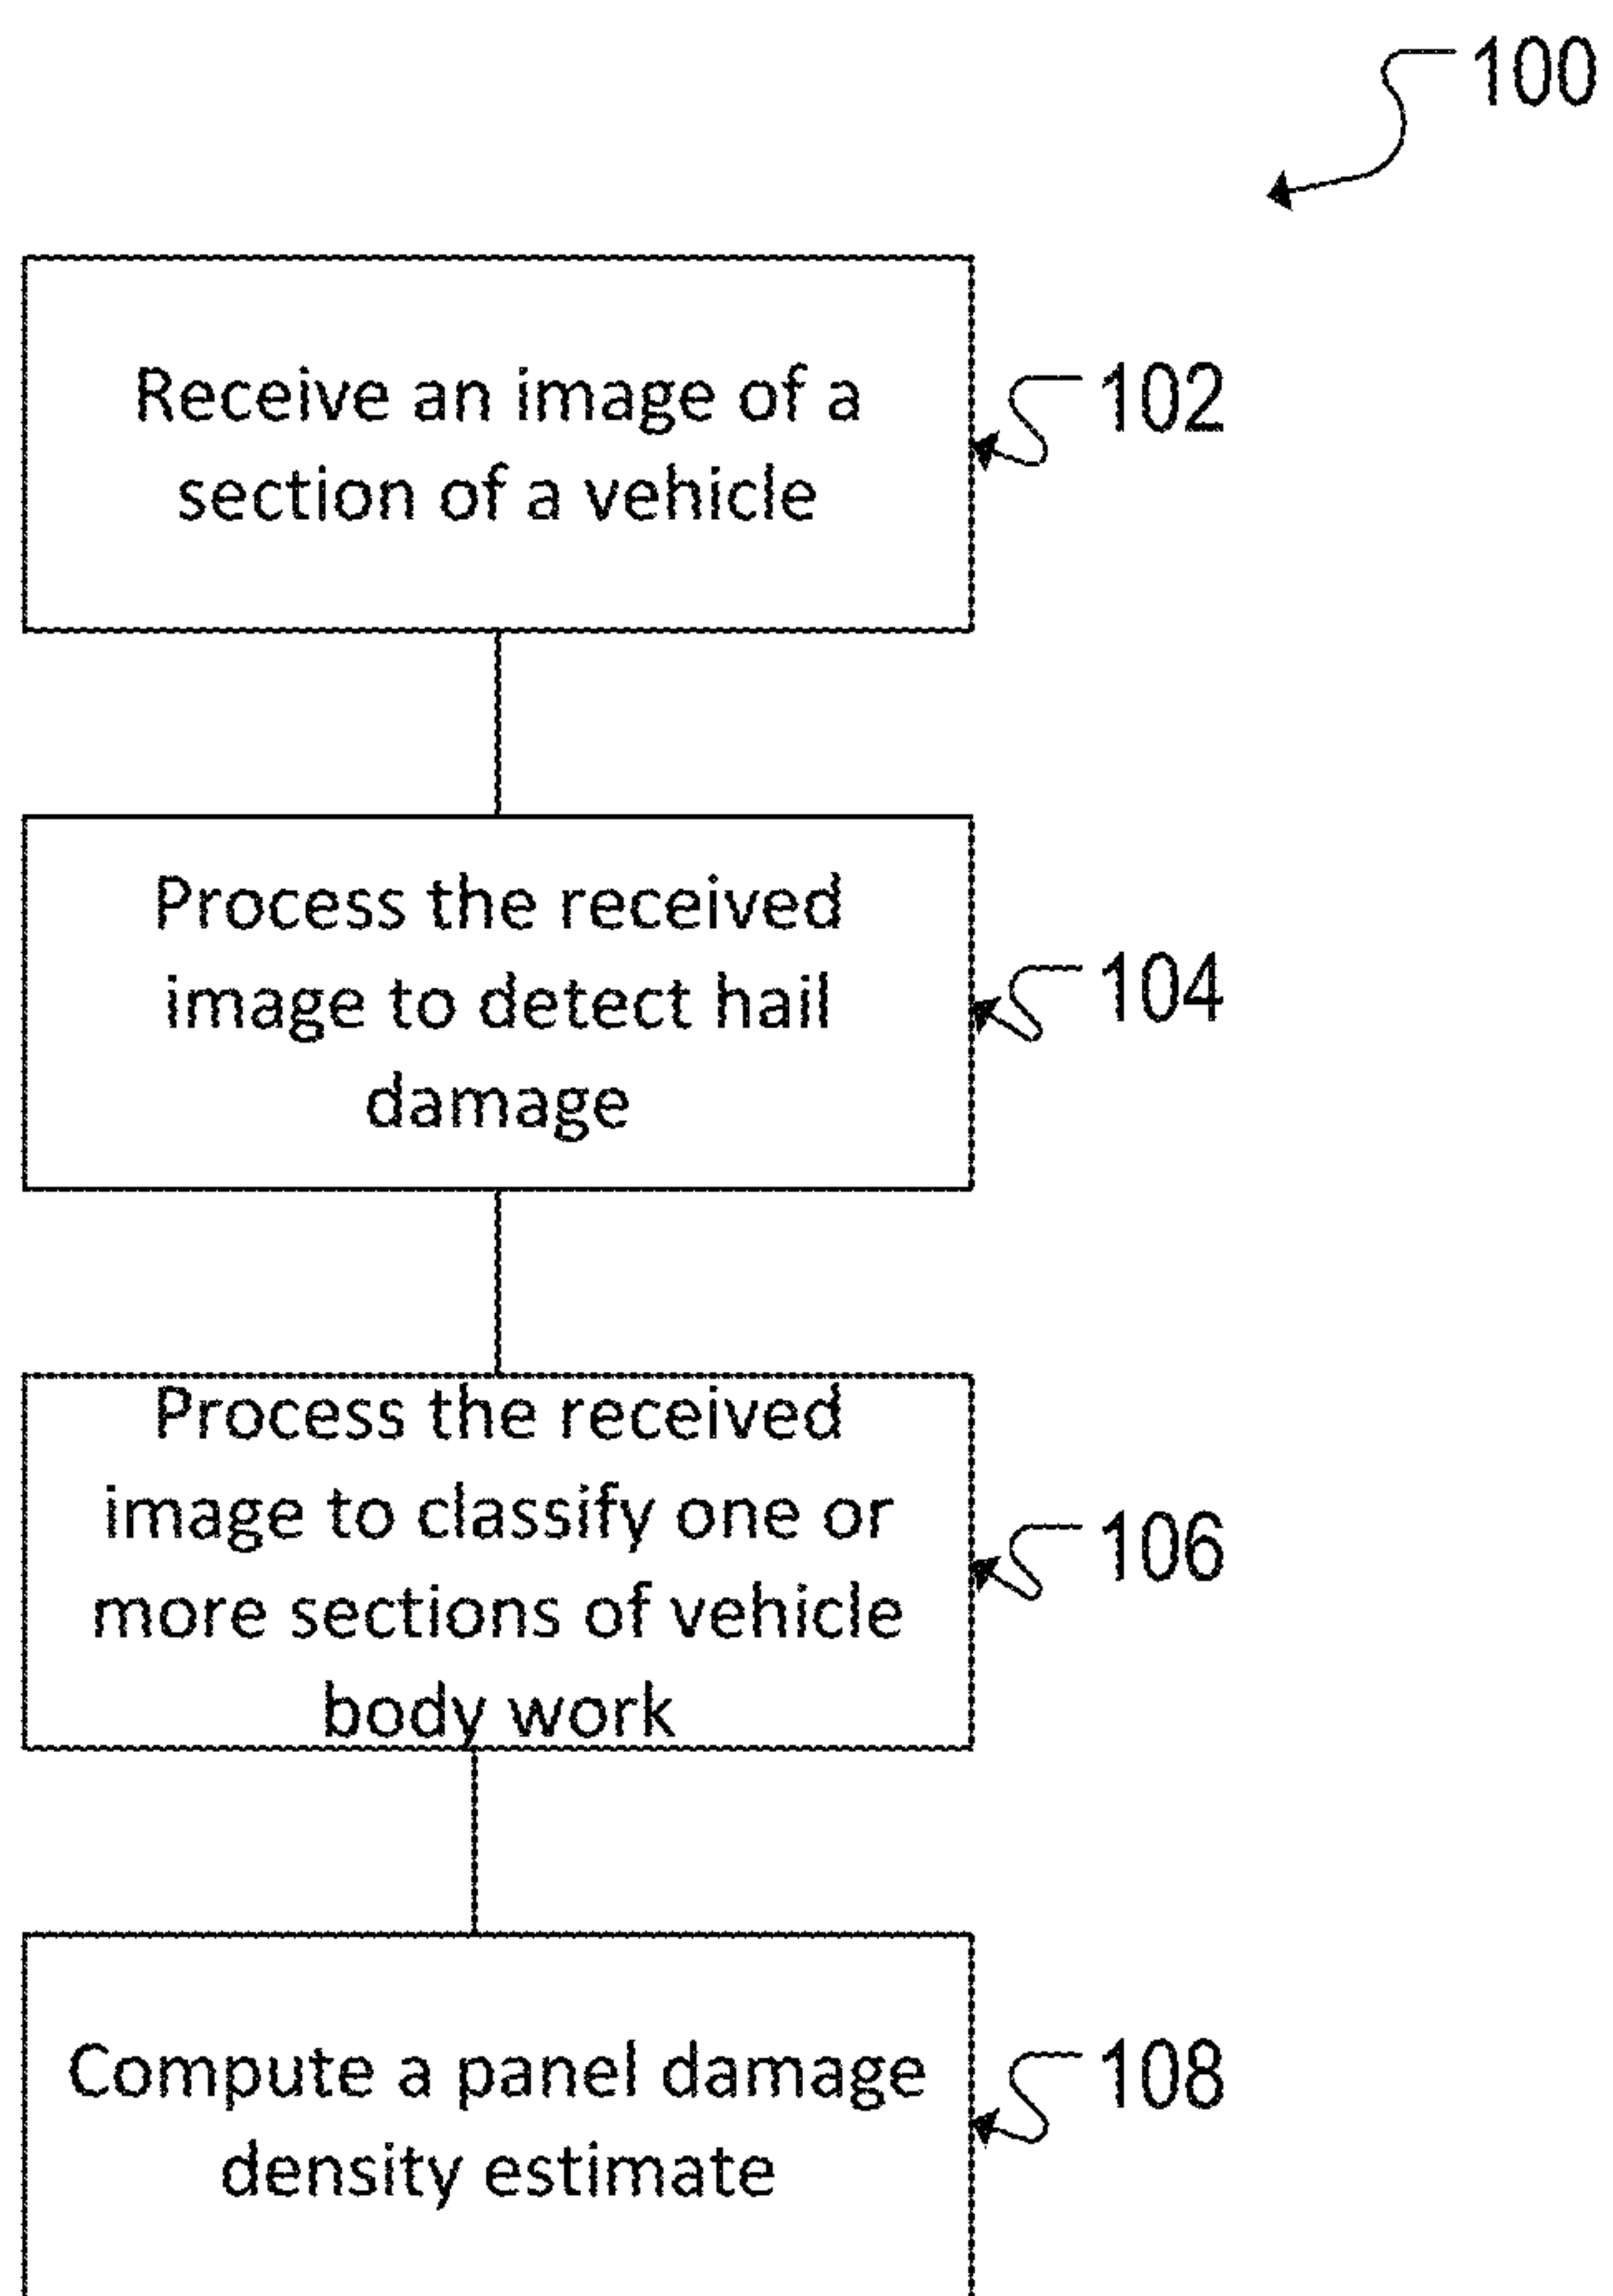 100
Receive an image of a
section of a vehicle
102
Process the received
image to detect hail
damage
104
Process the received
image to classify one or
more sections of vehicle
body work
106
Compute a panel damage
density estimate
108